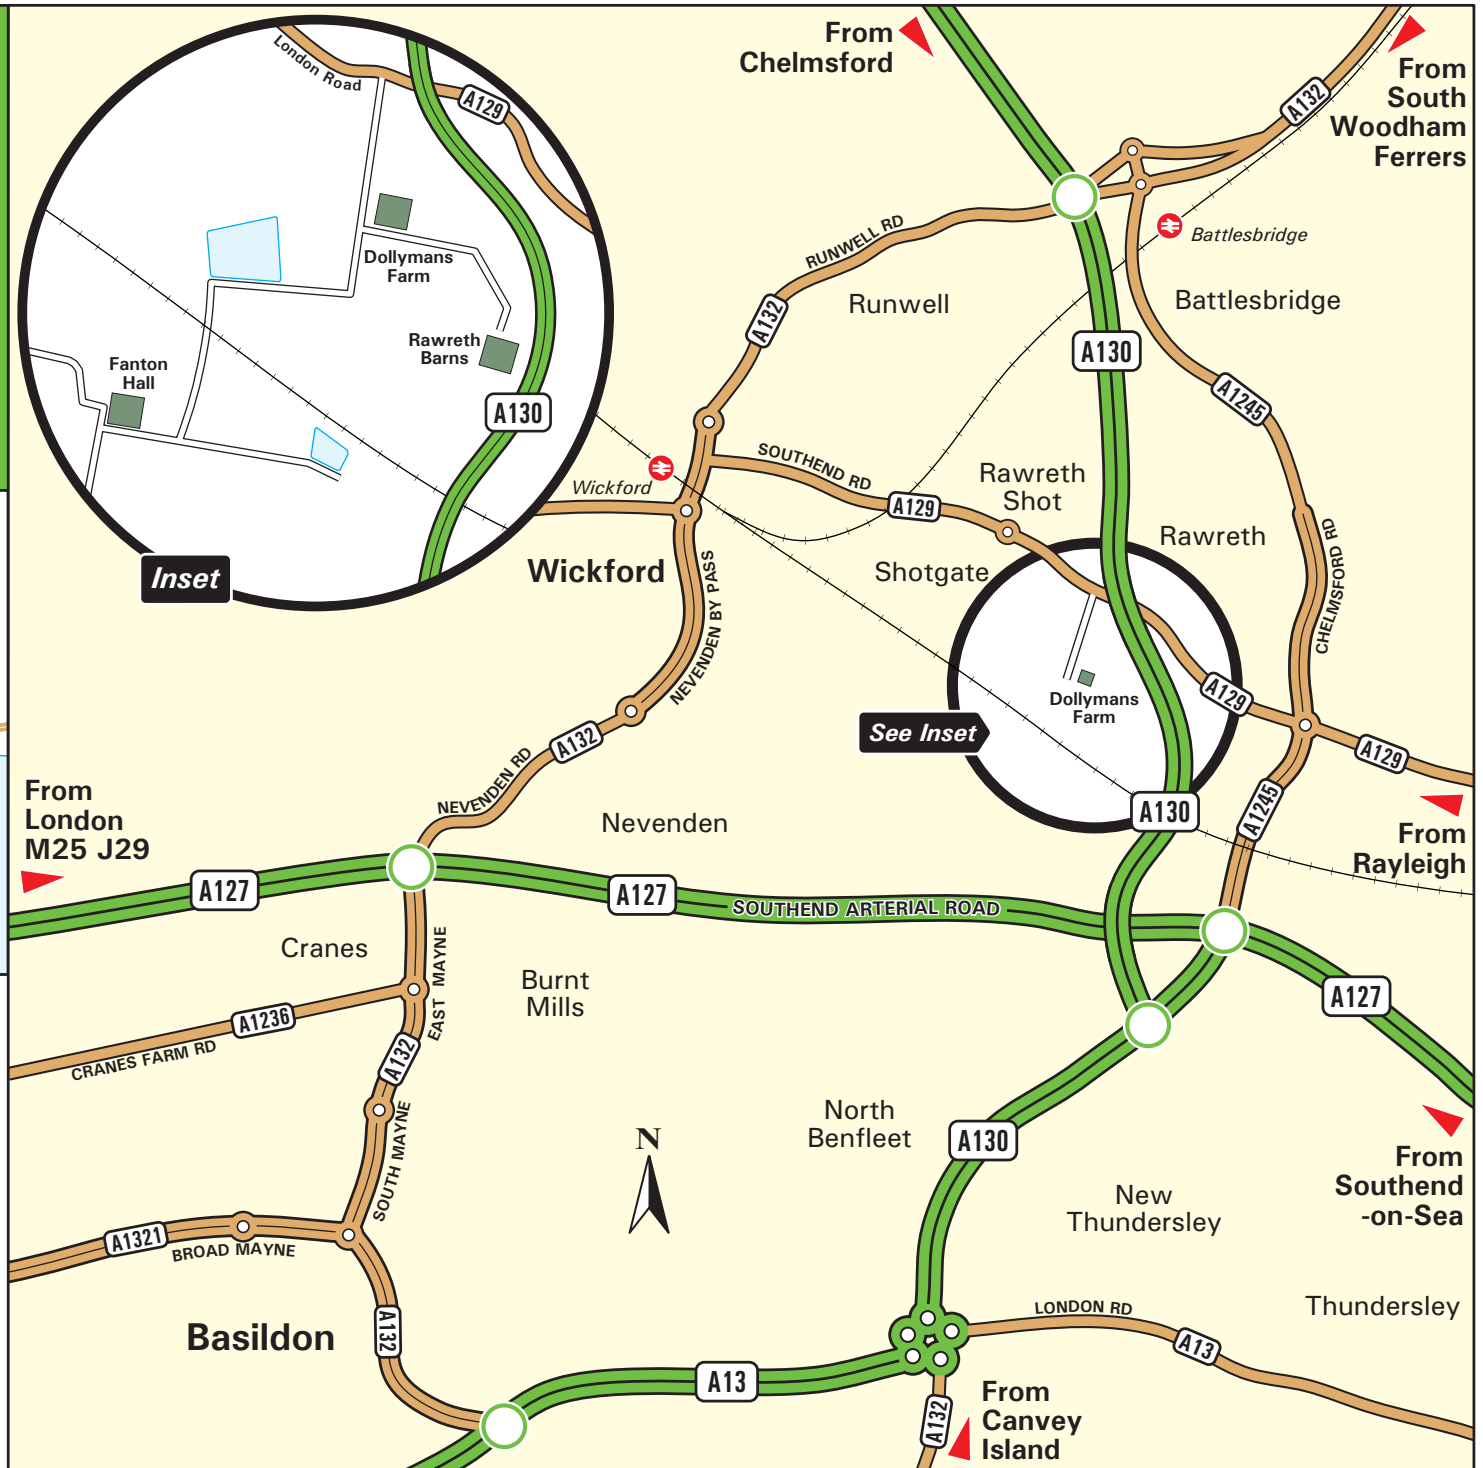 From
Chelmsford
From
South
Woodham
Ferrers
London Road
A129
A132
Dollymans
Farm
Rawreth
Barns
Fanton
Hall
A130
Inset
RUNWELL RD
Battlesbridge
Runwell
Battlesbridge
A132
A130
A1245
SOUTHEND RD
Rawreth
Shot
Wickford
A129
Rawreth
Wickford
Shotgate
CHELMSFORD RD
NEVENDEN BY PASS
Dollymans
Farm
A129
See Inset
A132
A129
NEVENDEN RD
From
London
M25 J29
Nevenden
A130
A1245
From
Rayleigh
A127
A127
SOUTHEND ARTERIAL ROAD
Cranes
EAST MAYNE
Burnt
Mills
A127
A1236
CRANES FARM RD
A132
North
Benfleet
A130
SOUTH MAYNE
N
From
Southend
-on-Sea
New
Thundersley
A1321
BROAD MAYNE
LONDON RD
Thundersley
Basildon
A132
A13
A13
From
Canvey
Island
A132